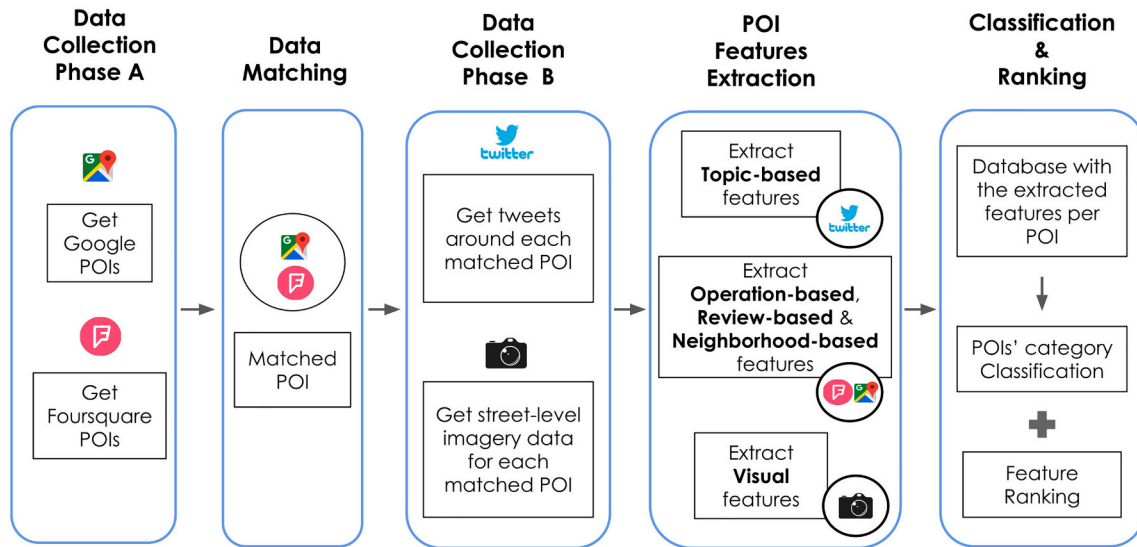 Data
Collection
Phase A
Get
Google
POIs
Get
Foursquare
POIs
Data
Matching
Matched
POI
Data
Collection
Phase B
twitter
Get tweets
around each
matched POI
Get street-level
imagery data
for each
matched POI
POI
Features
Extraction
Extract
Topic-based
features
twitter
Extract
Operation-based,
Review-based &
Neighborhood-based
features
Extract
Visual
features
Classification
&
Ranking
Database with
the extracted
features per
POI
POIs' category
Classification
Feature
Ranking